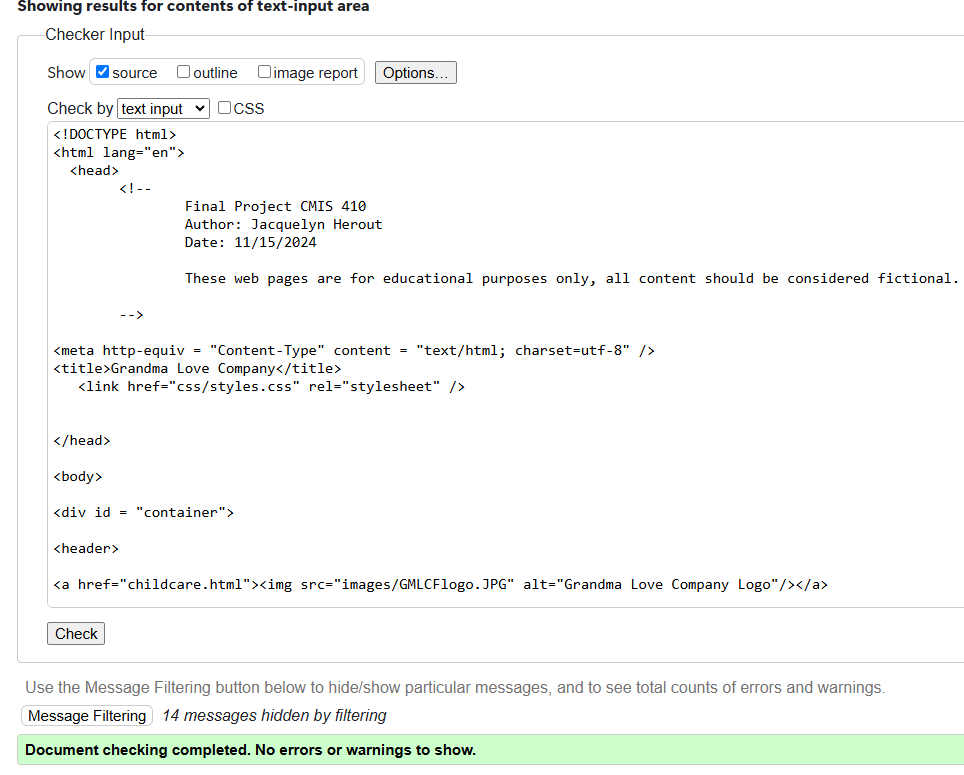 Showing results for contents of text-input area
Checker Input
Show source outline image report Options...
Check by text input CSS
<!DOCTYPE html>
<html lang="en">
<head>
<!--
Final Project CMIS 410
Author: Jacquelyn Herout
Date: 11/15/2024
These web pages are for educational purposes only, all content should be considered fictional.
-->
<meta http-equiv = "Content-Type" content = "text/html; charset=utf-8" />
<title>Grandma Love Company</title>
<link href="css/styles.css" rel="stylesheet" />
</head>
<body>
<div id = "container">
<header>
<a href="childcare.html"><img src="images/GMLCFlogo.JPG" alt="Grandma Love Company Logo"/></a>
Check
Use the Message Filtering button below to hide/show particular messages, and to see total counts of errors and warnings.
Message Filtering 14 messages hidden by filtering
Document checking completed. No errors or warnings to show.